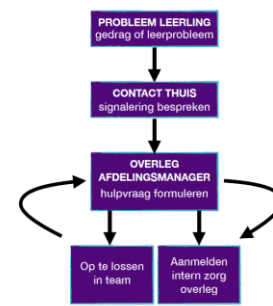 PROBLEEM LEERLING
gedrag of leerprobleem
CONTACT THUIS
signalering bespreken
OVERLEG
AFDELINGSMANAGER
hulpvraag formuleren
Op te lossen
in team
Aanmelden
intern zorg
overleg